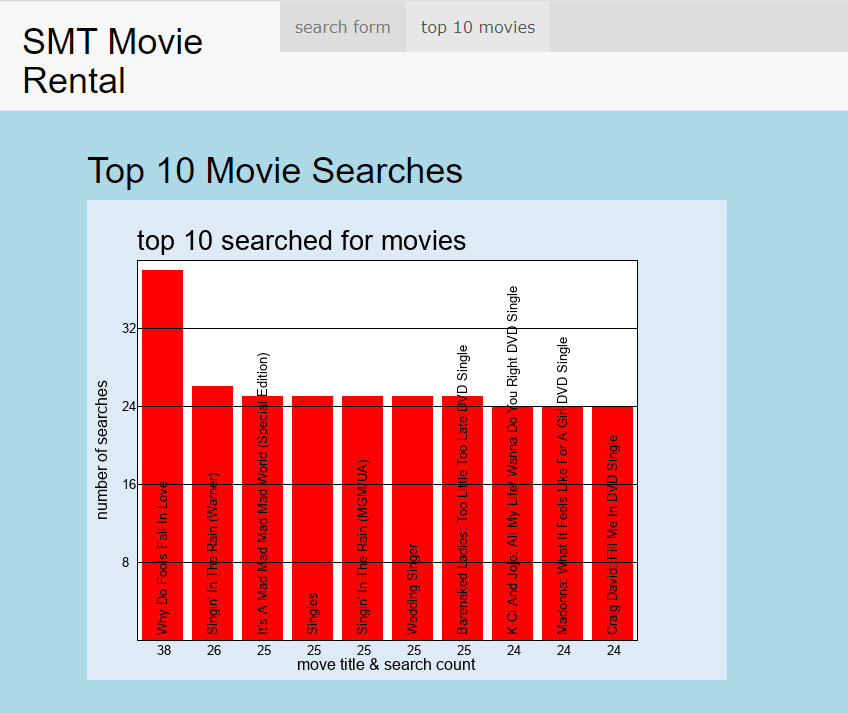 SMT Movie
Rental
search form
top 10 movies
Top 10 Movie Searches
top 10 searched for movies
number of searches
32
24
16
8
Why Do Fools Fall In Love
Singin' In The Rain (Warner)
It's A Mad Mad Mad Mad World (Special Edition)
Singles
Singin' In The Rain (MGM/UA)
Wedding Singer
Barenaked Ladies: Too Little Too Late DVD Single
K-Ci And Jojo: All My Life/ Wanna Do You Right DVD Single
Madonna: What It Feels Like For A Girl DVD Single
Craig David: Fill Me In DVD Single
38 26 25 25 25 25 25 24 24 24
move title & search count